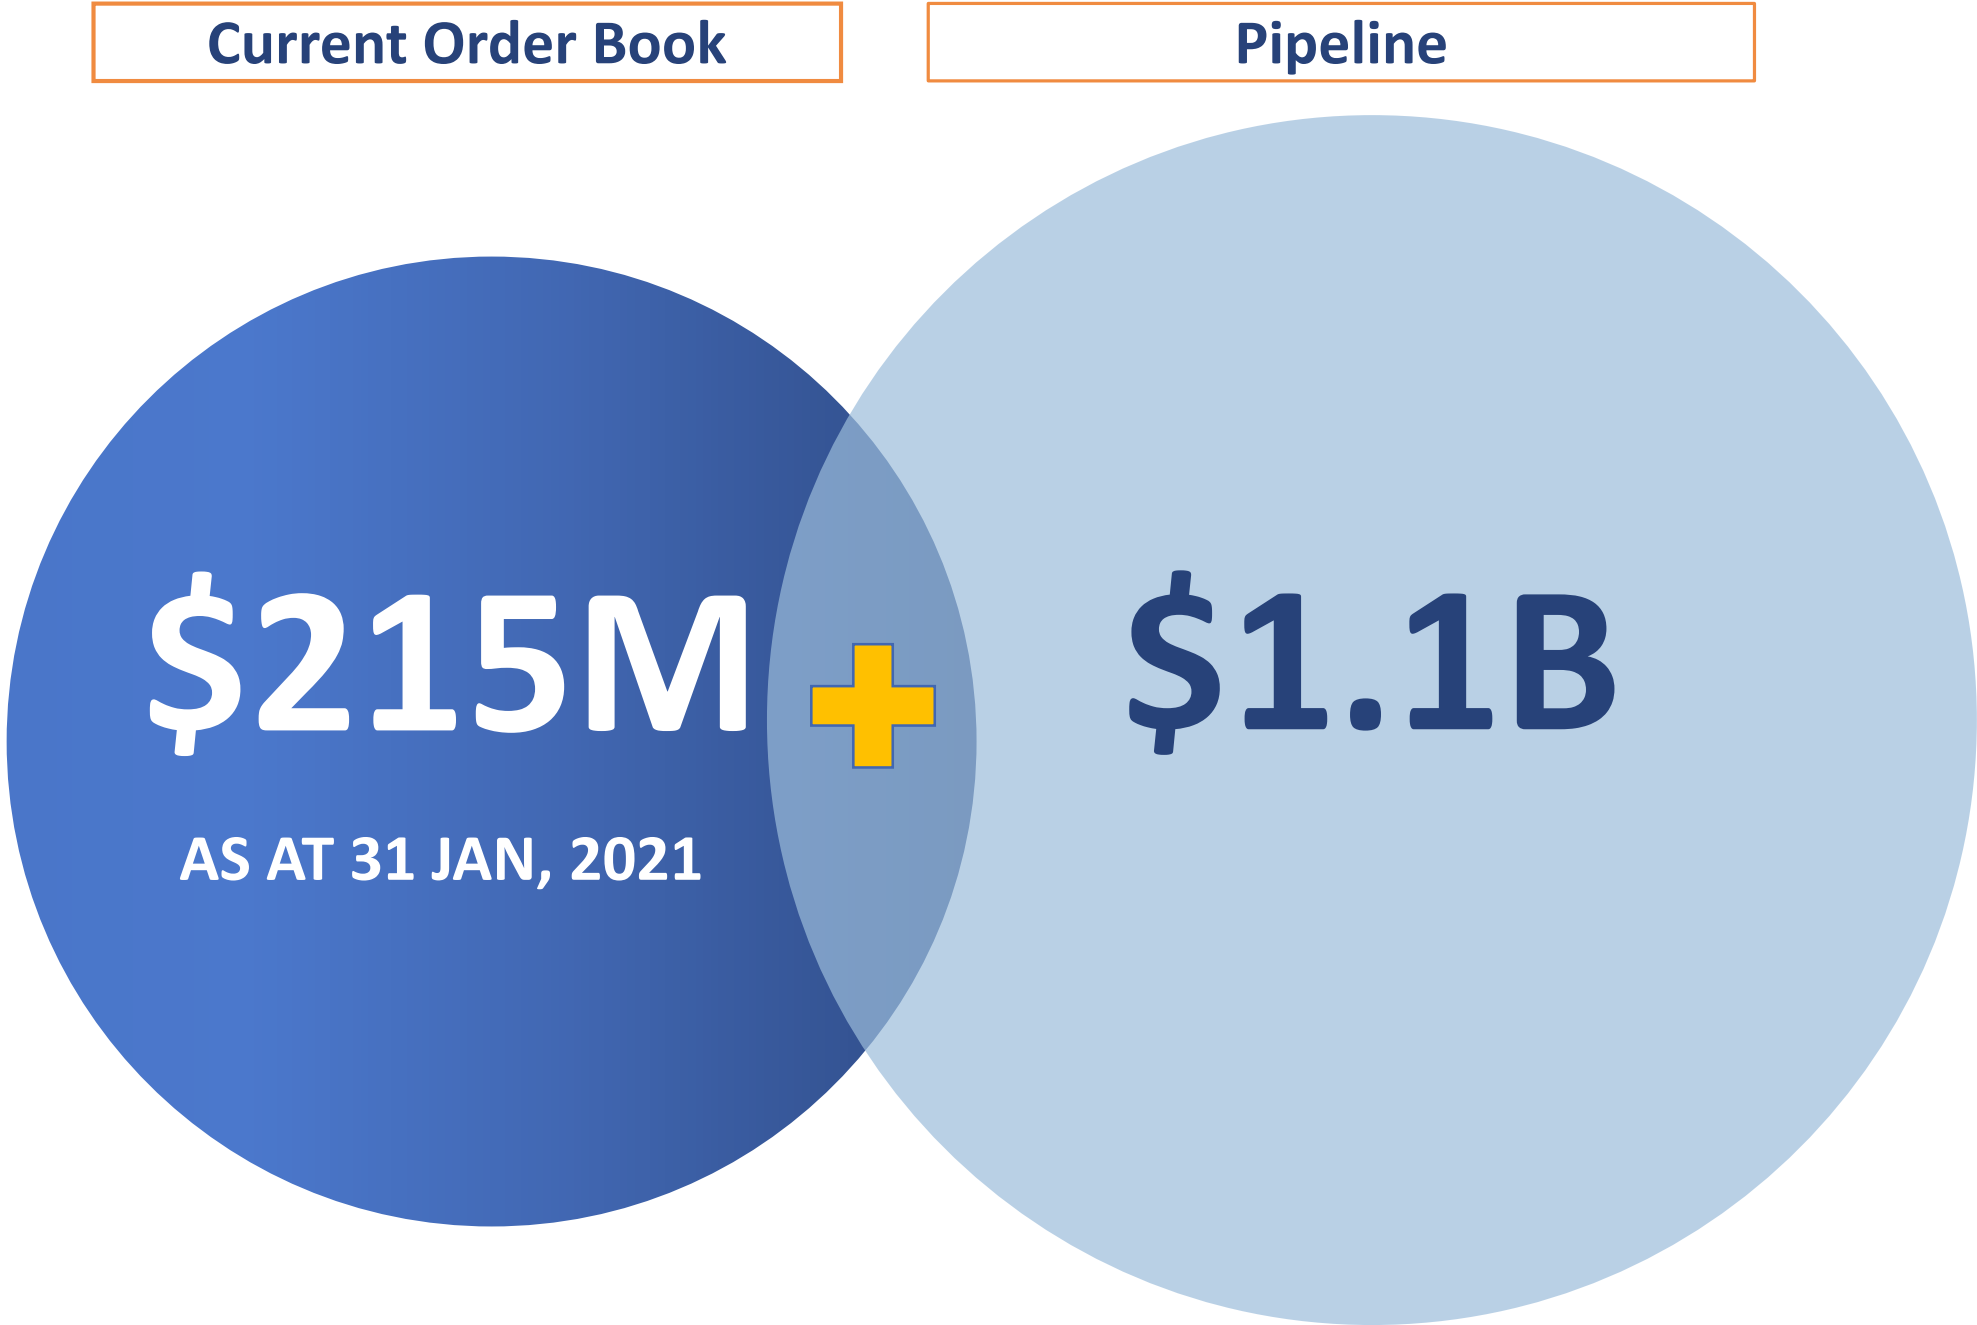 Current Order Book
Pipeline
$215M
$1.1B
AS AT 31 JAN, 2021